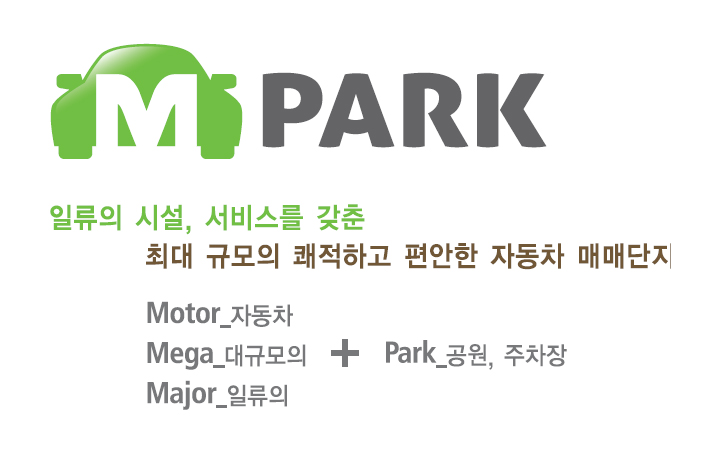 M PARK
일류의 시설, 서비스를 갖춘
최대 규모의 쾌적하고 편안한 자동차 매매단지
Motor_자동차
Mega_대규모의 + Park_공원, 주차장
Major_일류의